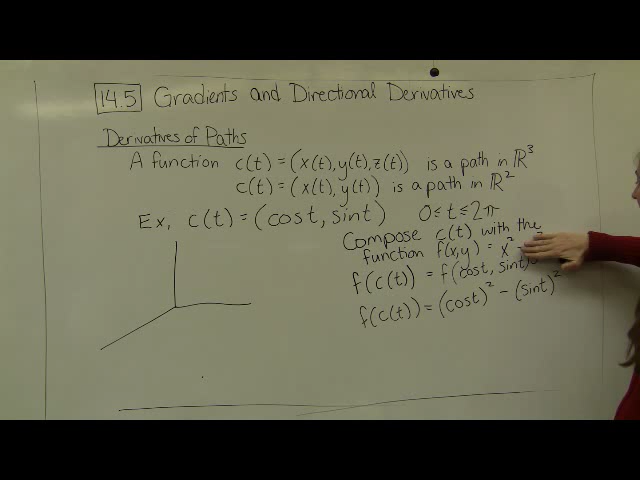 14.5 Gradients and Directional Derivatives
Derivatives of Paths
A function c(t) = (x(t), y(t), z(t)) is a path in ℝ³
c(t) = (x(t), y(t)) is a path in ℝ²
Ex, c(t) = (cost, sint) 0 ≤ t ≤ 2π
Compose c(t) with the
function f(x,y) = x²
f(c(t)) = f(cost, sint)
f(c(t)) = (cost)² - (sint)²